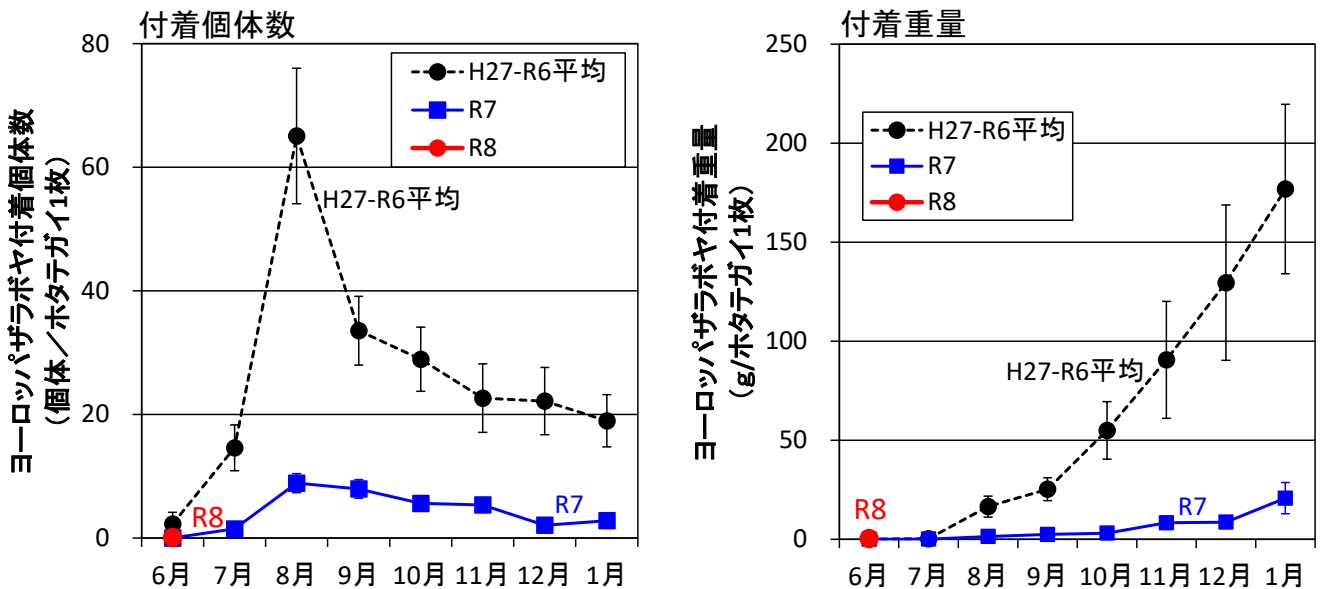 付着個体数
ヨーロッパザラボヤ付着個体数
（個体／ホタテガイ1枚）
80
60
40
20
0
H27-R6平均
R7
R8
H27-R6平均
R8
R7
6月 7月 8月 9月 10月 11月 12月 1月
付着重量
ヨーロッパザラボヤ付着重量
（g/ホタテガイ1枚）
250
200
150
100
50
0
H27-R6平均
R7
R8
H27-R6平均
R8
R7
6月 7月 8月 9月 10月 11月 12月 1月